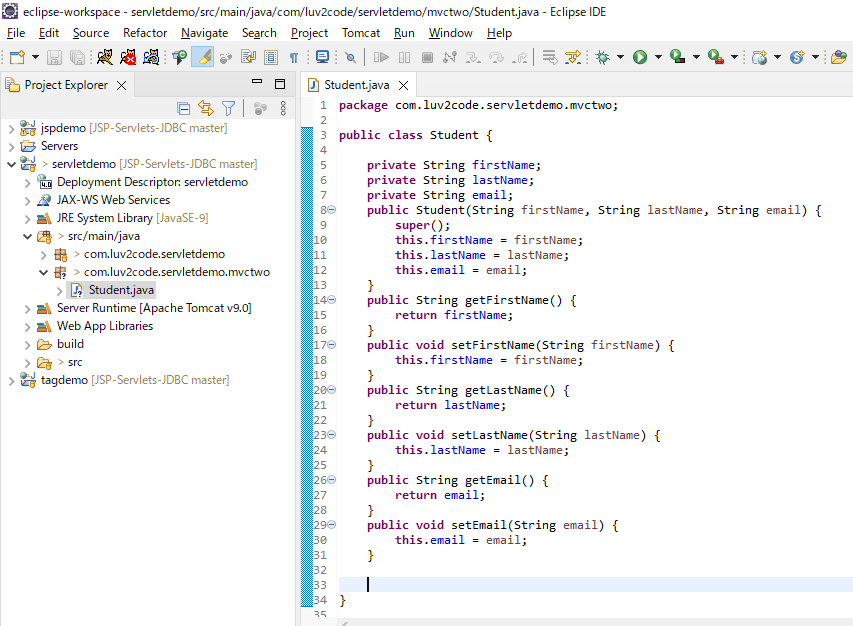 eclipse-workspace - servletdemo/src/main/java/com/luv2code/servletdemo/mvctwo/Student.java - Eclipse IDE
File Edit Source Refactor Navigate Search Project Tomcat Run Window Help
Project Explorer
jspdemo [JSP-Servlets-JDBC master]
Servers
> servletdemo [JSP-Servlets-JDBC master]
Deployment Descriptor: servletdemo
JAX-WS Web Services
JRE System Library [JavaSE-9]
> src/main/java
> com.luv2code.servletdemo
> com.luv2code.servletdemo.mvctwo
Student.java
Server Runtime [Apache Tomcat v9.0]
Web App Libraries
build
> src
tagdemo [JSP-Servlets-JDBC master]
Student.java
1 package com.luv2code.servletdemo.mvctwo;
2
3 public class Student {
4
5 private String firstName;
6 private String lastName;
7 private String email;
8 public Student(String firstName, String lastName, String email) {
9 super();
10 this.firstName = firstName;
11 this.lastName = lastName;
12 this.email = email;
13 }
14 public String getFirstName() {
15 return firstName;
16 }
17 public void setFirstName(String firstName) {
18 this.firstName = firstName;
19 }
20 public String getLastName() {
21 return lastName;
22 }
23 public void setLastName(String lastName) {
24 this.lastName = lastName;
25 }
26 public String getEmail() {
27 return email;
28 }
29 public void setEmail(String email) {
30 this.email = email;
31 }
32
33
34 }
35